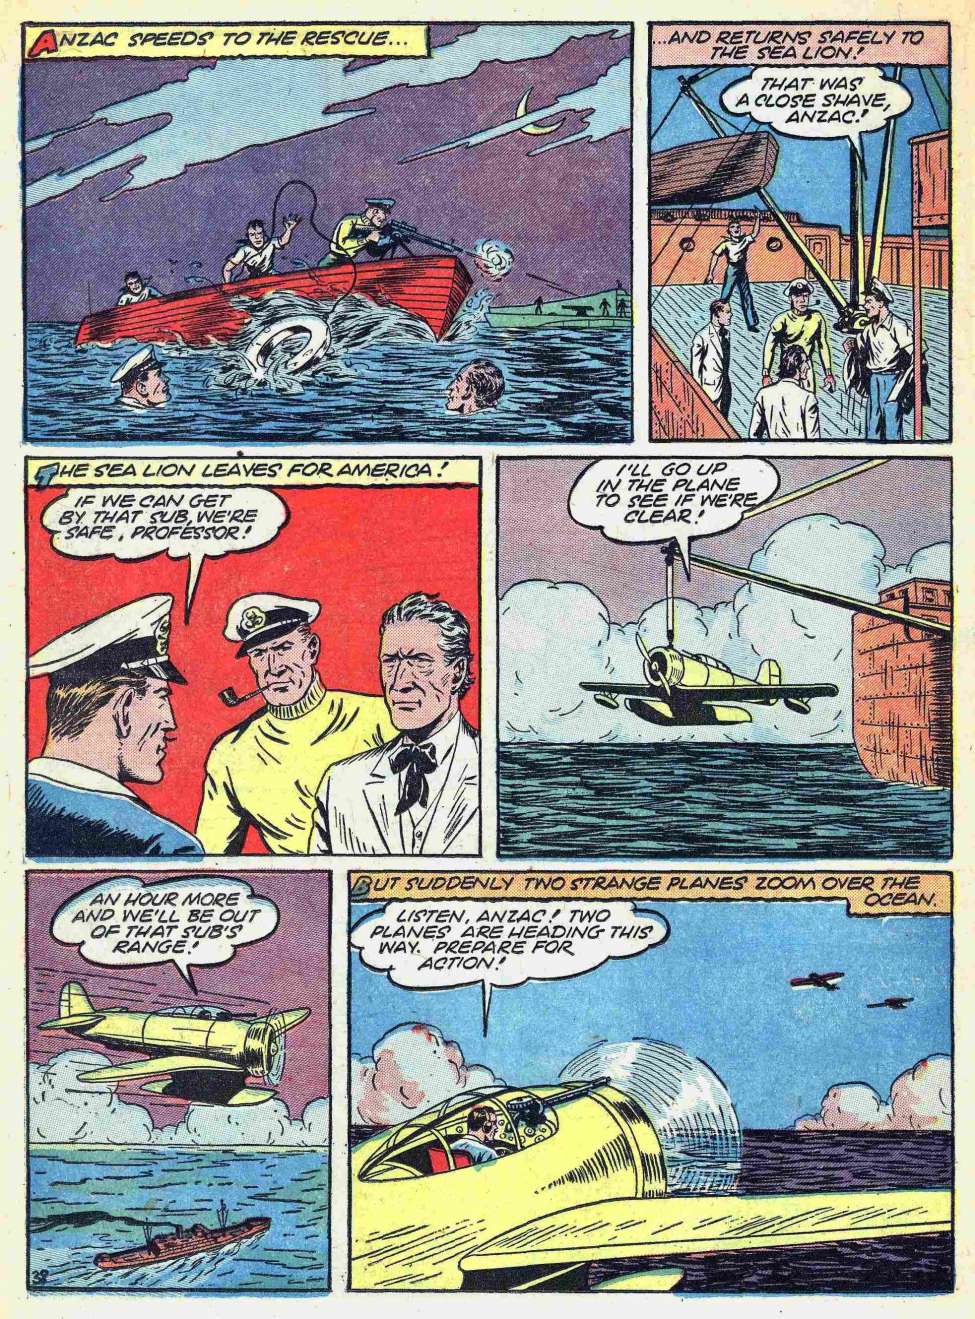 ANZAC SPEEDS TO THE RESCUE...
...AND RETURNS SAFELY TO
THE SEA LION!
THAT WAS
A CLOSE SHAVE,
ANZAC!
THE SEA LION LEAVES FOR AMERICA!
IF WE CAN GET
BY THAT SUB, WE'RE
SAFE, PROFESSOR!
I'LL GO UP
IN THE PLANE
TO SEE IF WE'RE
CLEAR!
AN HOUR MORE
AND WE'LL BE OUT
OF THAT SUB'S
RANGE!
BUT SUDDENLY TWO STRANGE PLANES ZOOM OVER THE
OCEAN.
LISTEN, ANZAC! TWO
PLANES ARE HEADING THIS
WAY. PREPARE FOR
ACTION!
38